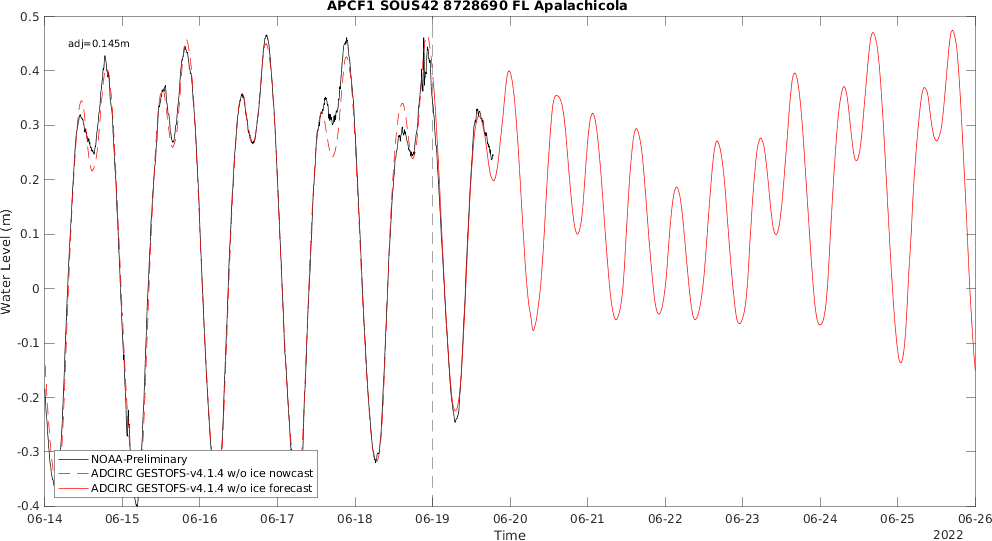 APCF1 SOUS42 8728690 FL Apalachicola
adj=0.145m
0.5
0.4
0.3
0.2
0.1
0
-0.1
-0.2
-0.3
-0.4
Water Level (m)
NOAA-Preliminary
ADCIRC GESTOFS-v4.1.4 w/o ice nowcast
ADCIRC GESTOFS-v4.1.4 w/o ice forecast
06-14 06-15 06-16 06-17 06-18 06-19 06-20 06-21 06-22 06-23 06-24 06-25 06-26
Time
2022